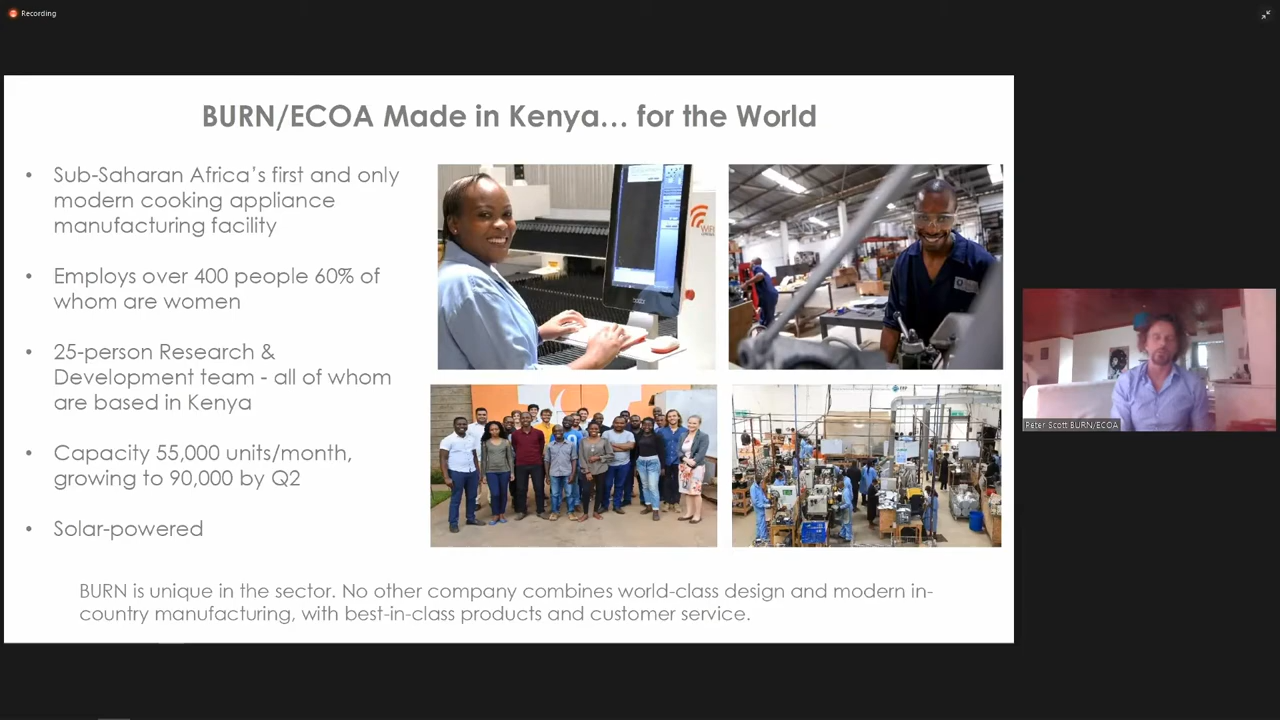 Recording
BURN/ECOA Made in Kenya... for the World
• Sub-Saharan Africa's first and only
modern cooking appliance
manufacturing facility
• Employs over 400 people 60% of
whom are women
• 25-person Research &
Development team - all of whom
are based in Kenya
• Capacity 55,000 units/month,
growing to 90,000 by Q2
• Solar-powered
BURN is unique in the sector. No other company combines world-class design and modern in-
country manufacturing, with best-in-class products and customer service.
Peter Scott BURN/ECOA